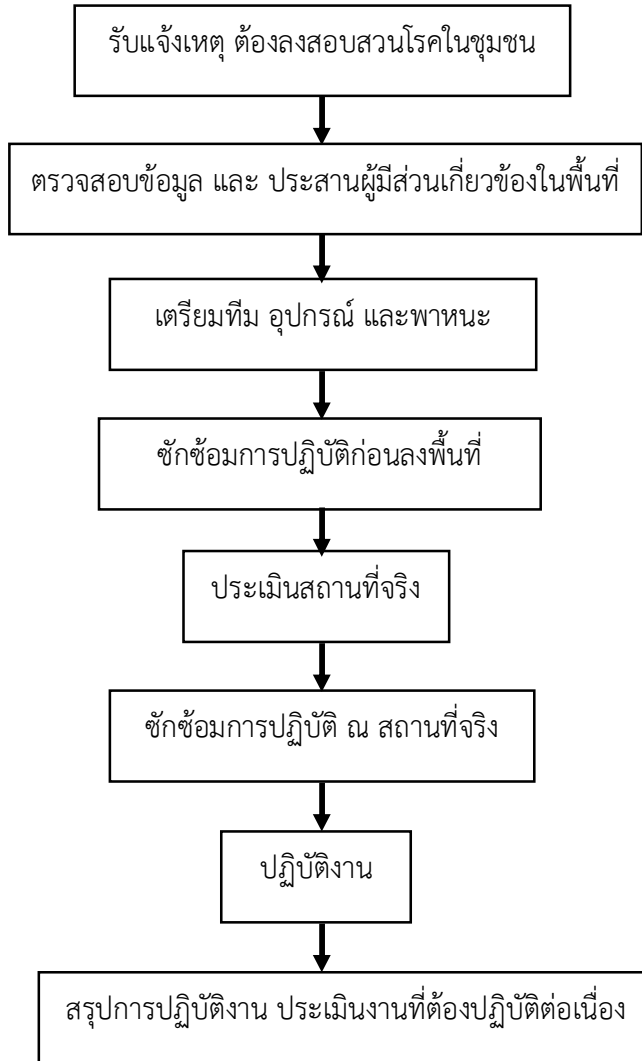 รับแจ้งเหตุ ต้องลงสอบสวนโรคในชุมชน
ตรวจสอบข้อมูล และ ประสานผู้มีส่วนเกี่ยวข้องในพื้นที่
เตรียมทีม อุปกรณ์ และพาหนะ
ซักซ้อมการปฏิบัติก่อนลงพื้นที่
ประเมินสถานที่จริง
ซักซ้อมการปฏิบัติ ณ สถานที่จริง
ปฏิบัติงาน
สรุปการปฏิบัติงาน ประเมินงานที่ต้องปฏิบัติต่อเนื่อง